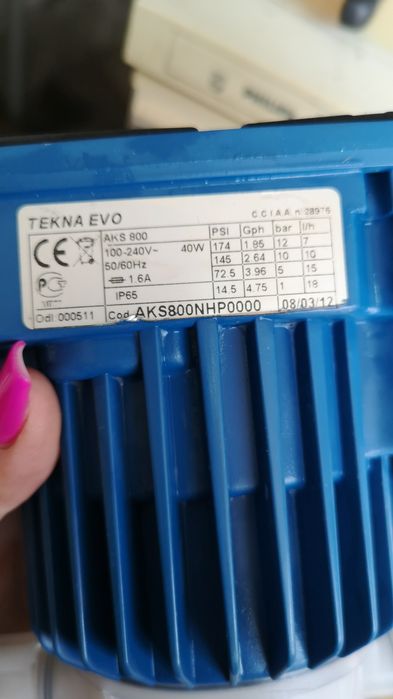 TEKNA EVO
C.C.I.A.A. n. 28976
AKS 800
100-240V~ 40W
50/60Hz
1.6A
IP65
PSI Gph bar l/h
174 1.85 12 7
145 2.64 10 10
72.5 3.96 5 15
14.5 4.75 1 18
CE
Odl 000511
Cod. AKS800NHP0000
08/03/12